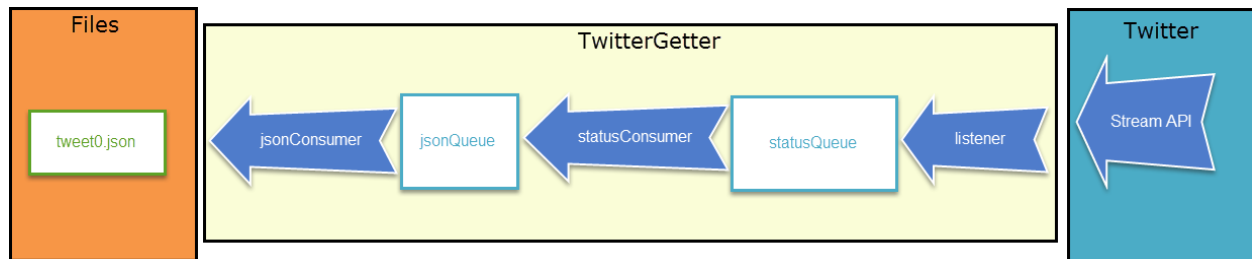 Files
TwitterGetter
Twitter
tweet0.json
jsonConsumer
jsonQueue
statusConsumer
statusQueue
listener
Stream API